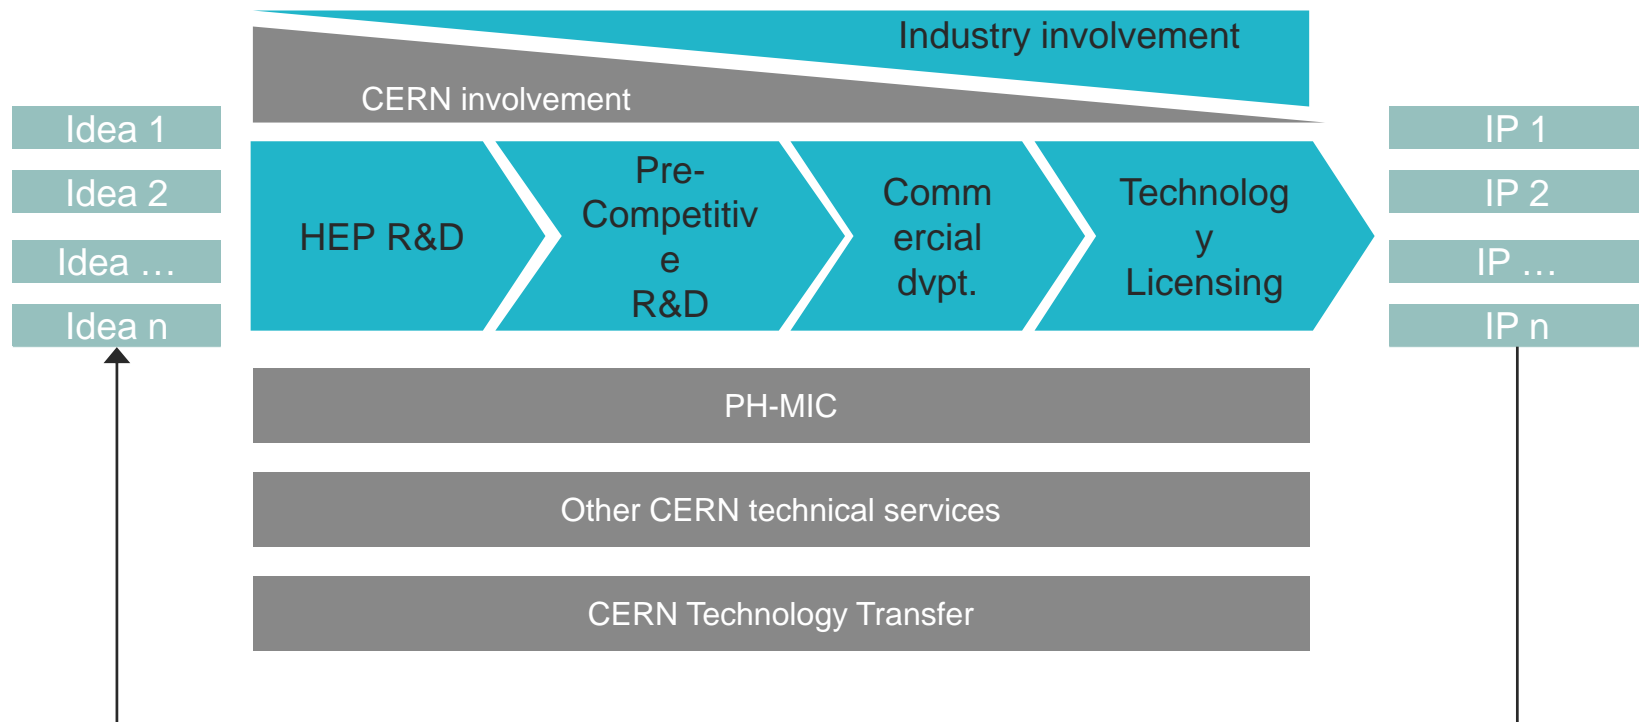 Industry involvement
CERN involvement
Idea 1
Idea 2
Idea …
Idea n
HEP R&D
Pre-
Competitiv
e
R&D
Comm
ercial
dvpt.
Technolog
y
Licensing
IP 1
IP 2
IP …
IP n
PH-MIC
Other CERN technical services
CERN Technology Transfer